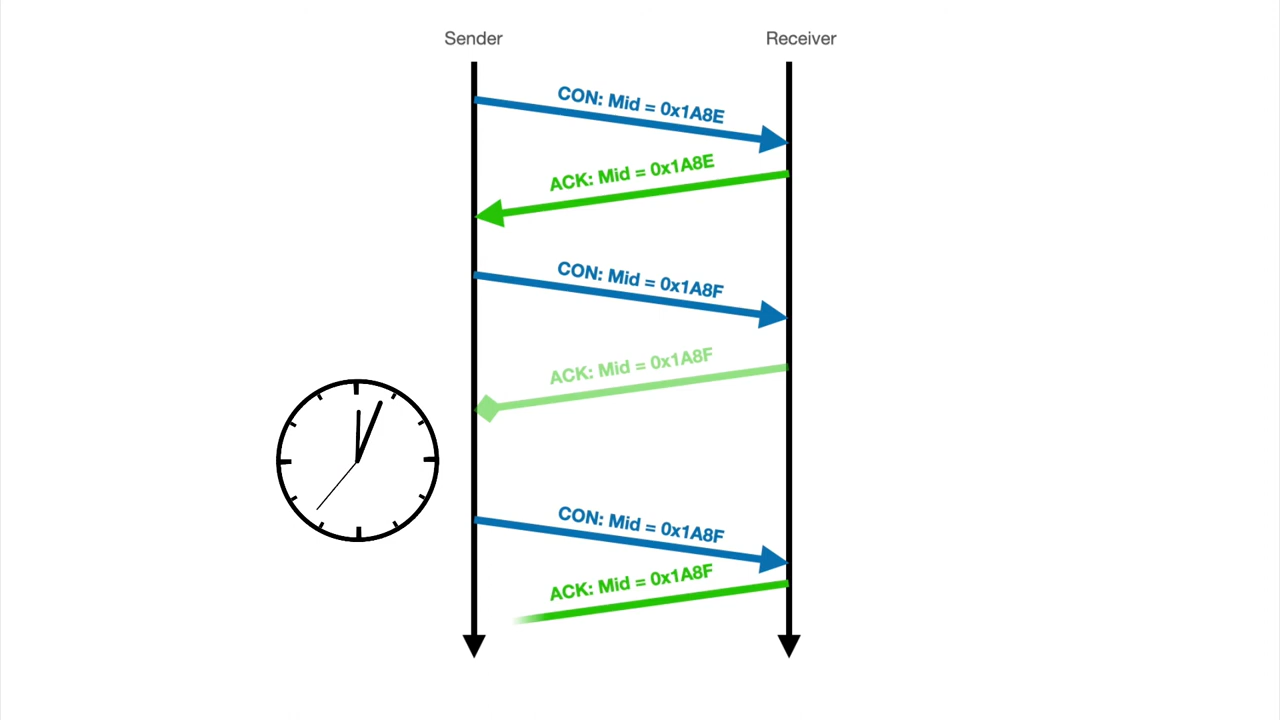 Sender
Receiver
CON: Mid = 0x1A8E
ACK: Mid = 0x1A8E
CON: Mid = 0x1A8F
ACK: Mid = 0x1A8F
CON: Mid = 0x1A8F
ACK: Mid = 0x1A8F